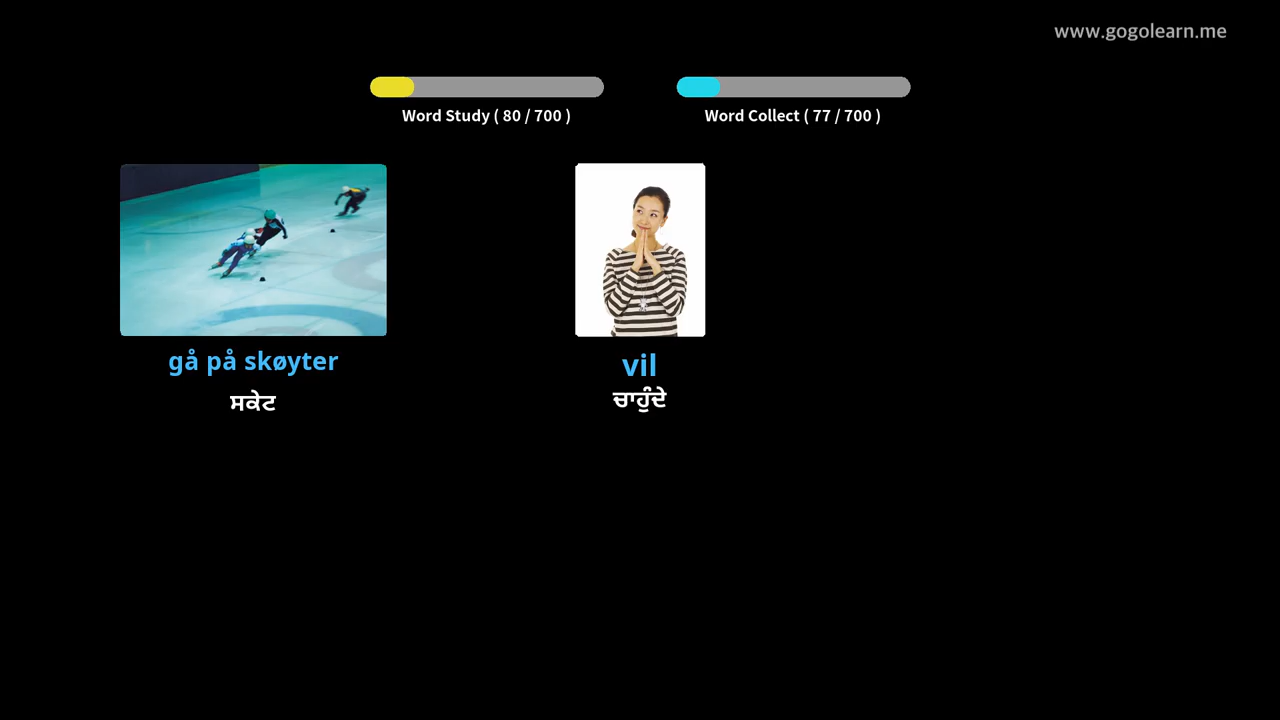 www.gogolearn.me
Word Study ( 80 / 700 )
Word Collect ( 77 / 700 )
gå på skøyter
ਸਕੇਟ
vil
ਚਾਹੁੰਦੇ